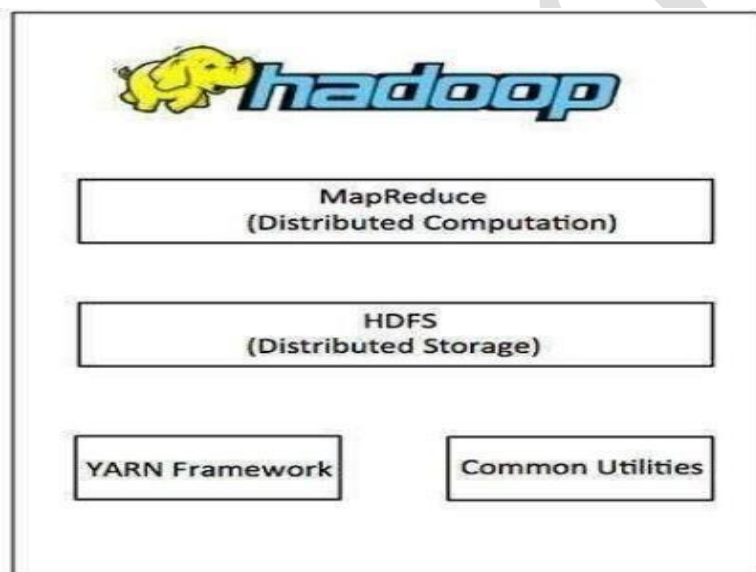 hadoop
MapReduce
(Distributed Computation)
HDFS
(Distributed Storage)
YARN Framework
Common Utilities